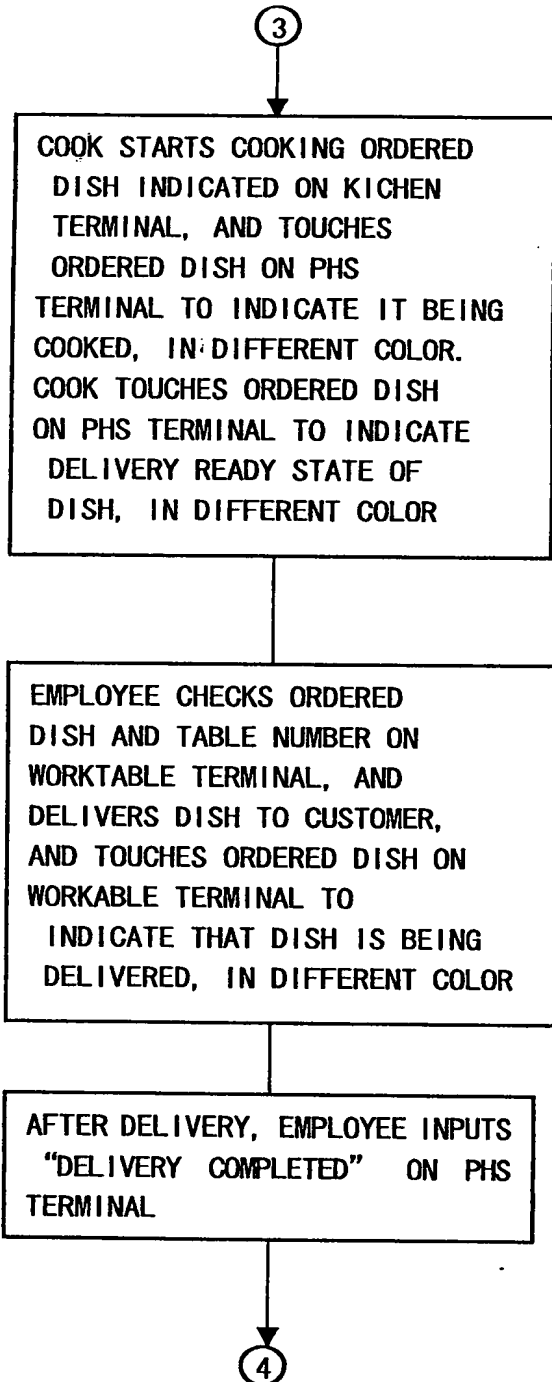 3
COOK STARTS COOKING ORDERED
DISH INDICATED ON KICHEN
TERMINAL, AND TOUCHES
ORDERED DISH ON PHS
TERMINAL TO INDICATE IT BEING
COOKED, IN DIFFERENT COLOR.
COOK TOUCHES ORDERED DISH
ON PHS TERMINAL TO INDICATE
DELIVERY READY STATE OF
DISH, IN DIFFERENT COLOR
EMPLOYEE CHECKS ORDERED
DISH AND TABLE NUMBER ON
WORKTABLE TERMINAL, AND
DELIVERS DISH TO CUSTOMER,
AND TOUCHES ORDERED DISH ON
WORKABLE TERMINAL TO
INDICATE THAT DISH IS BEING
DELIVERED, IN DIFFERENT COLOR
AFTER DELIVERY, EMPLOYEE INPUTS
“DELIVERY COMPLETED” ON PHS
TERMINAL
4